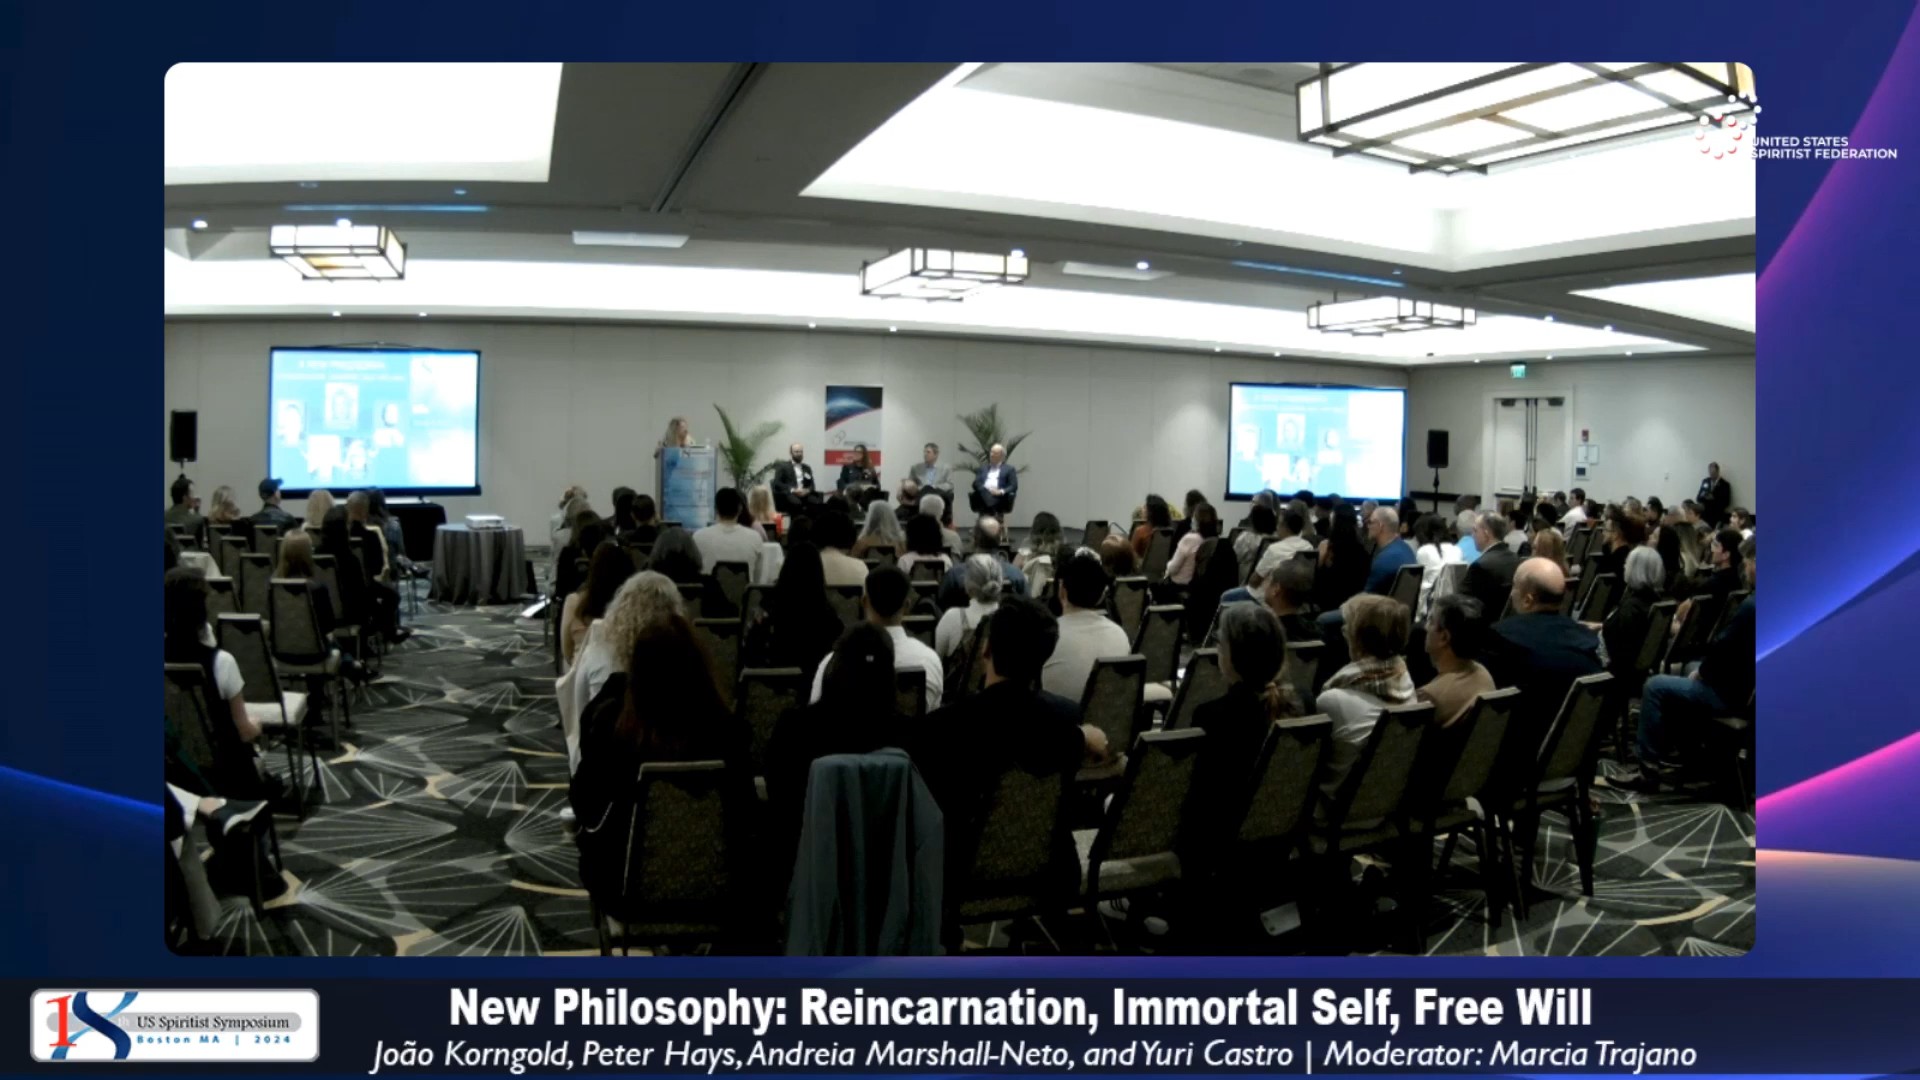 UNITED STATES
SPIRITIST FEDERATION
New Philosophy: Reincarnation, Immortal Self, Free Will
João Korngold, Peter Hays, Andreia Marshall-Neto, and Yuri Castro | Moderator: Marcia Trajano
18th US Spiritist Symposium
Boston MA | 2024